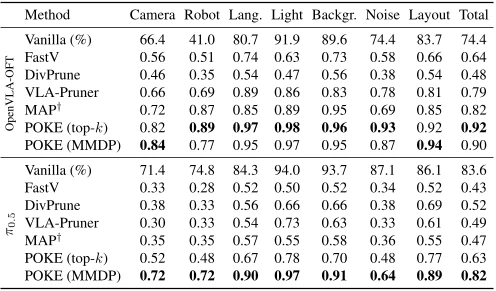 Method Camera Robot Lang. Light Backgr. Noise Layout Total
OpenVLA-OFT
Vanilla (%) 66.4 41.0 80.7 91.9 89.6 74.4 83.7 74.4
FastV 0.56 0.51 0.74 0.63 0.73 0.58 0.66 0.64
DivPrune 0.46 0.35 0.54 0.47 0.56 0.38 0.54 0.48
VLA-Pruner 0.66 0.69 0.89 0.86 0.83 0.78 0.81 0.79
MAP† 0.72 0.87 0.85 0.89 0.95 0.69 0.85 0.82
POKE (top-k) 0.82 0.89 0.97 0.98 0.96 0.93 0.92 0.92
POKE (MMDP) 0.84 0.77 0.95 0.97 0.95 0.87 0.94 0.90
π0.5
Vanilla (%) 71.4 74.8 84.3 94.0 93.7 87.1 86.1 83.6
FastV 0.33 0.28 0.52 0.50 0.52 0.34 0.52 0.43
DivPrune 0.38 0.33 0.56 0.66 0.66 0.38 0.69 0.52
VLA-Pruner 0.30 0.33 0.54 0.73 0.63 0.33 0.61 0.49
MAP† 0.35 0.35 0.57 0.55 0.58 0.36 0.55 0.47
POKE (top-k) 0.52 0.48 0.67 0.78 0.70 0.48 0.77 0.63
POKE (MMDP) 0.72 0.72 0.90 0.97 0.91 0.64 0.89 0.82